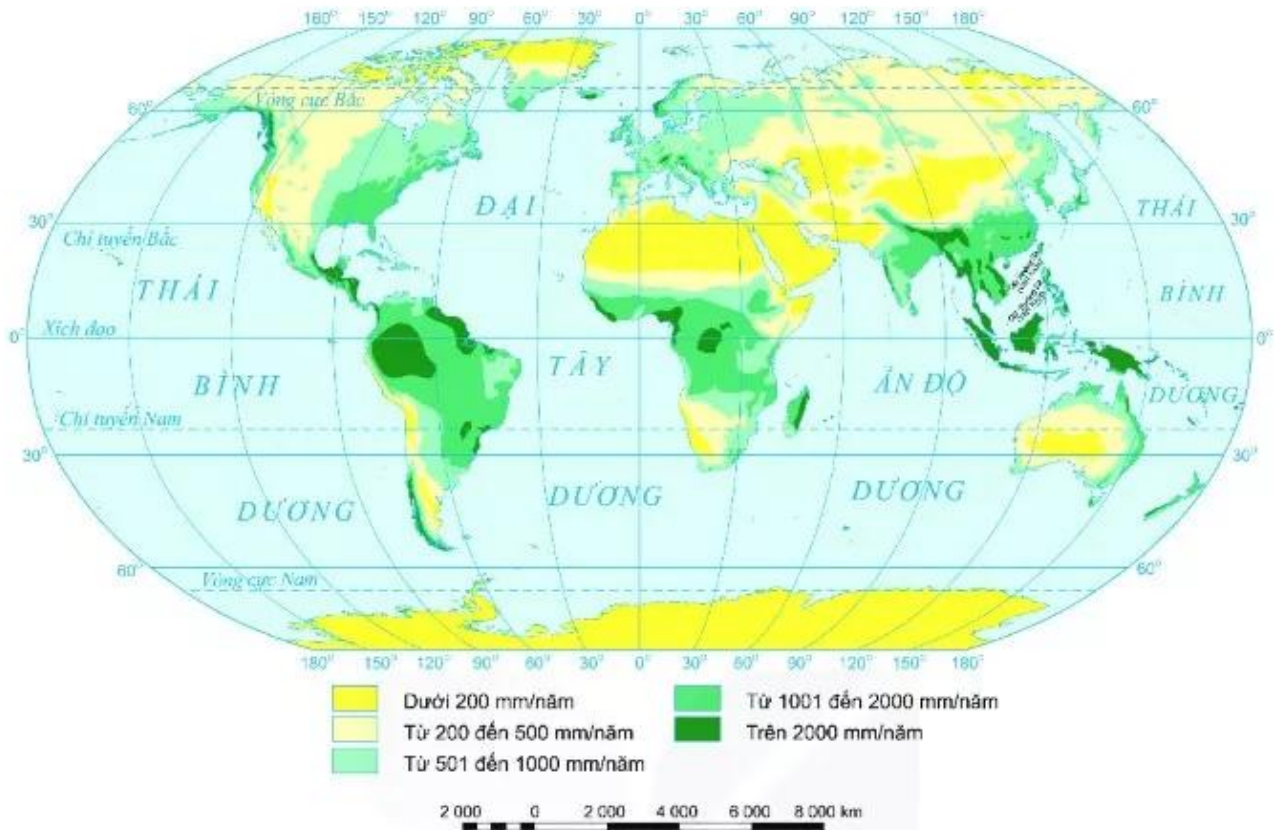 160° 150° 120° 90° 60° 30° 0° 30° 60° 90° 120° 150° 180°
Vòng cực Bắc
60° 60°
ĐẠI
THÁI
30° 30°
Chí tuyến Bắc
THÁI
BÌNH
Xích đạo
0° 0°
TÂY
BÌNH
ẤN ĐỘ
DƯƠNG
Chí tuyến Nam
30° 30°
DƯƠNG
DƯƠNG
DƯƠNG
60° 60°
Vòng cực Nam
180° 150° 120° 90° 60° 30° 0° 30° 60° 90° 120° 150° 180°
Dưới 200 mm/năm
Từ 200 đến 500 mm/năm
Từ 501 đến 1000 mm/năm
Từ 1001 đến 2000 mm/năm
Trên 2000 mm/năm
2 000 0 2 000 4 000 6 000 8 000 km